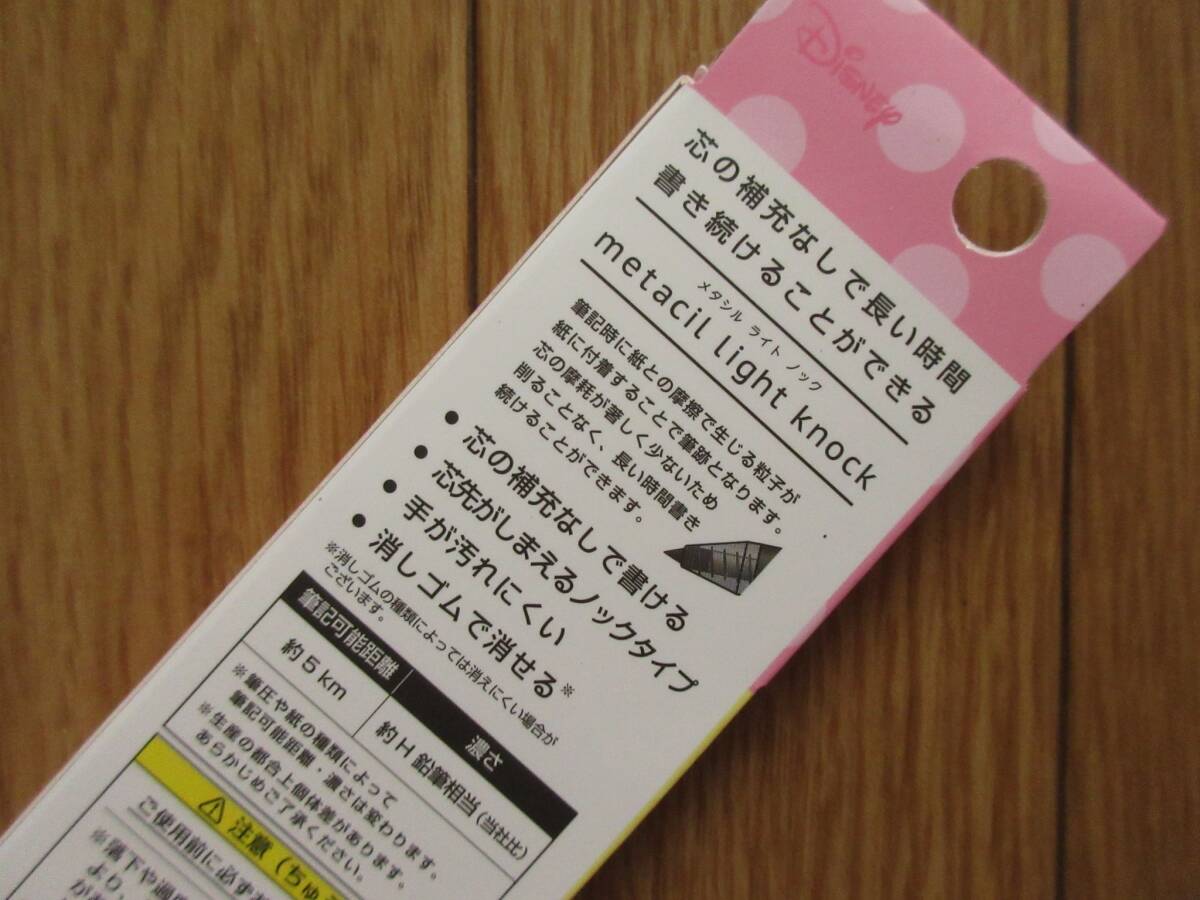 Disney
芯の補充なしで長い時間
書き続けることができる
メタシル ライト ノック
metacil light knock
筆記時に紙との摩擦で生じる粒子が
紙に付着することで筆跡となります。
芯の摩耗が著しく少ないため
削ることなく、長い時間書き
続けることができます。
● 芯の補充なしで書ける
● 芯先がしまえるノックタイプ
● 手が汚れにくい
● 消しゴムで消せる※
※消しゴムの種類によっては消えにくい場合が
ございます。
筆記可能距離 濃さ
約5km 約H鉛筆相当(当社比)
※筆圧や紙の種類によって
筆記可能距離・濃さは変わります。
※生産の都合上個体差があります。
あらかじめご了承ください。
注意(ちゅう
ご使用前に必ず
※落下や過度
より、